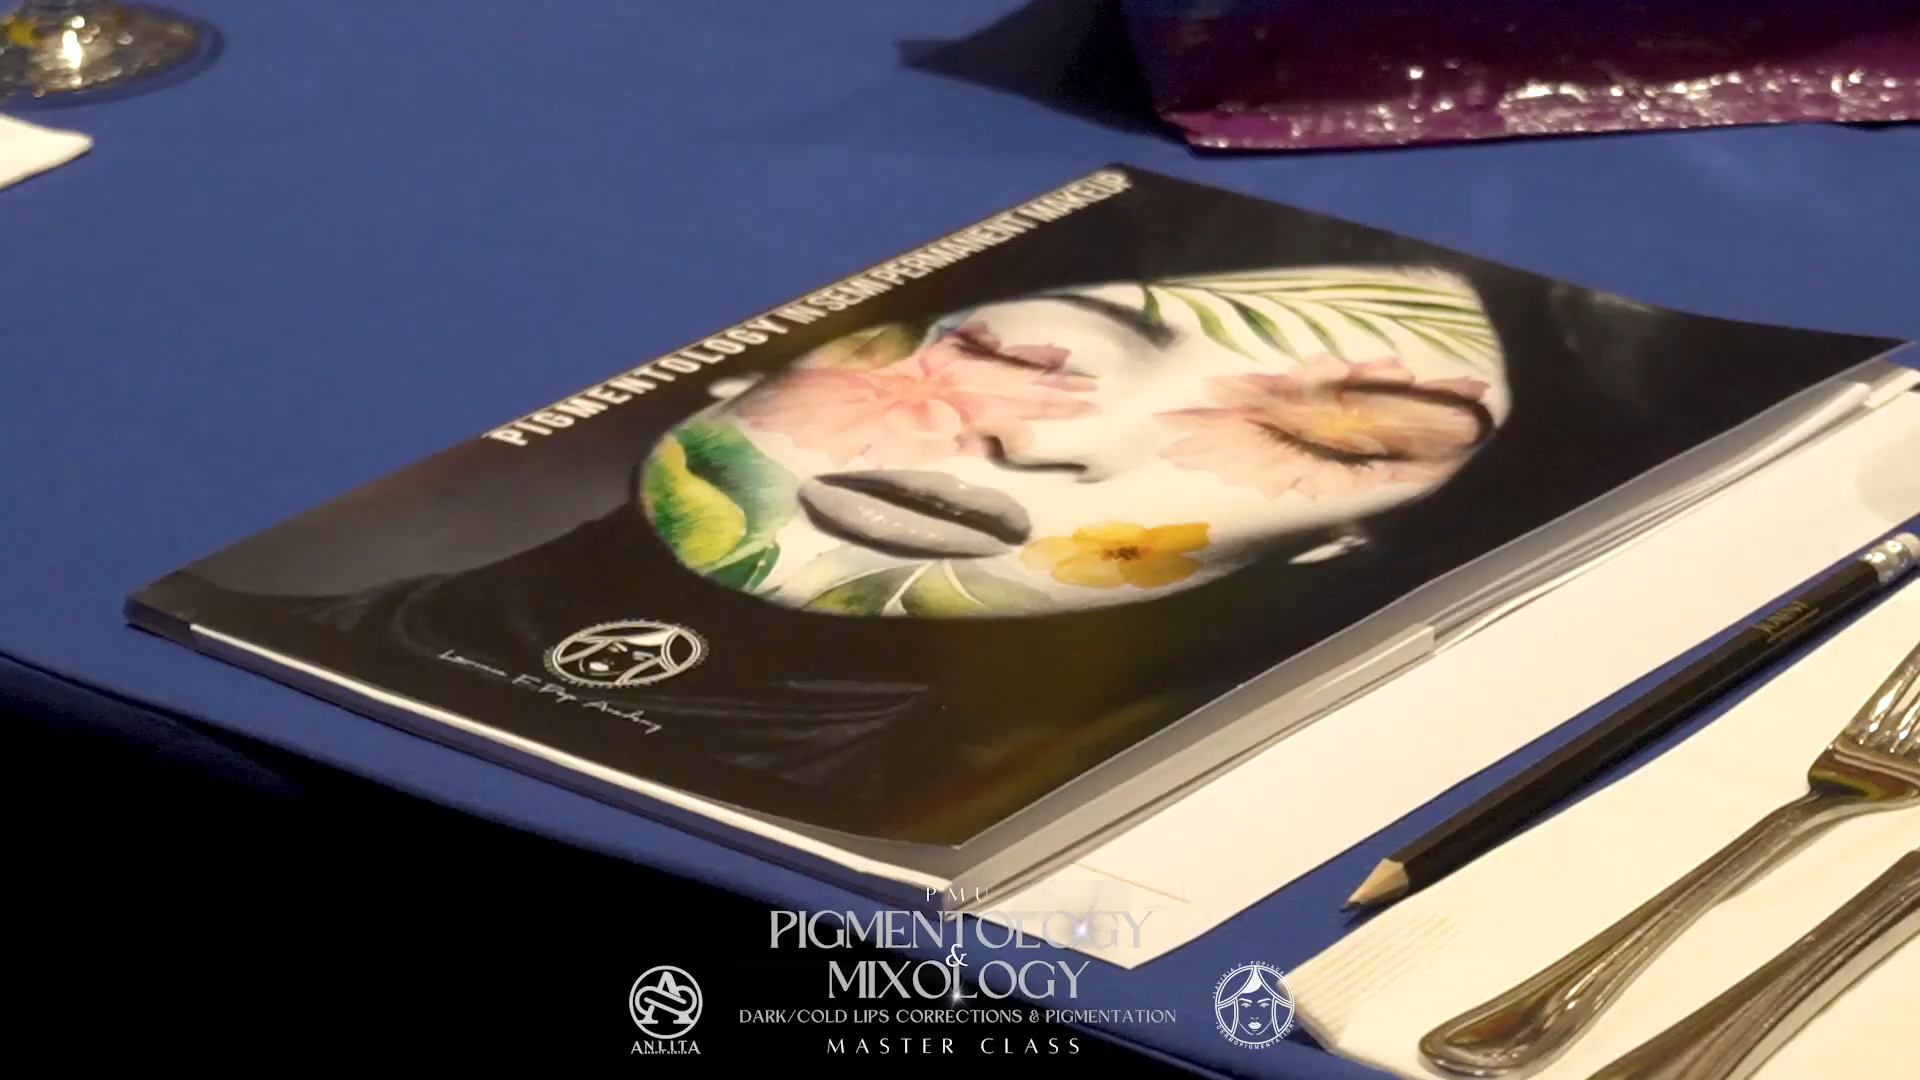 PIGMENTOLOGY IN SEMI PERMANENT MAKEUP
PMU
PIGMENTOLOGY
&
MIXOLOGY
DARK/COLD LIPS CORRECTIONS & PIGMENTATION
MASTER CLASS
ANLITA